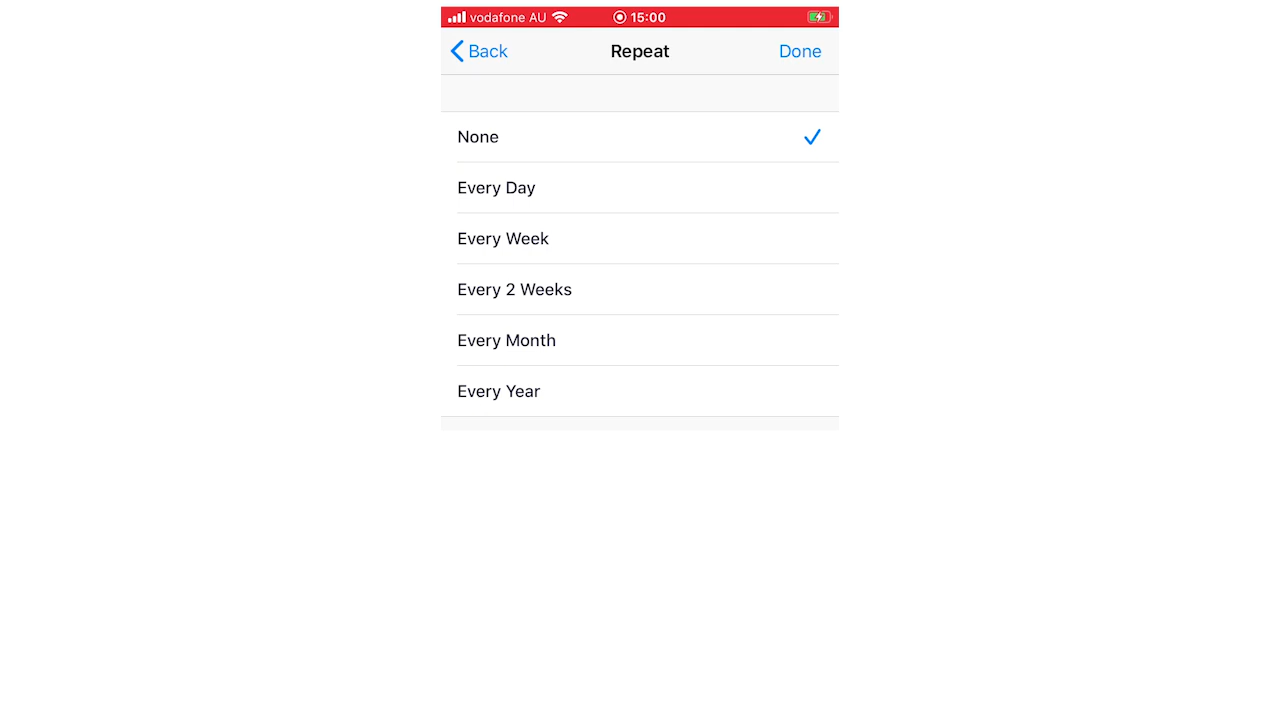 vodafone AU 15:00
Back Repeat Done
None
Every Day
Every Week
Every 2 Weeks
Every Month
Every Year